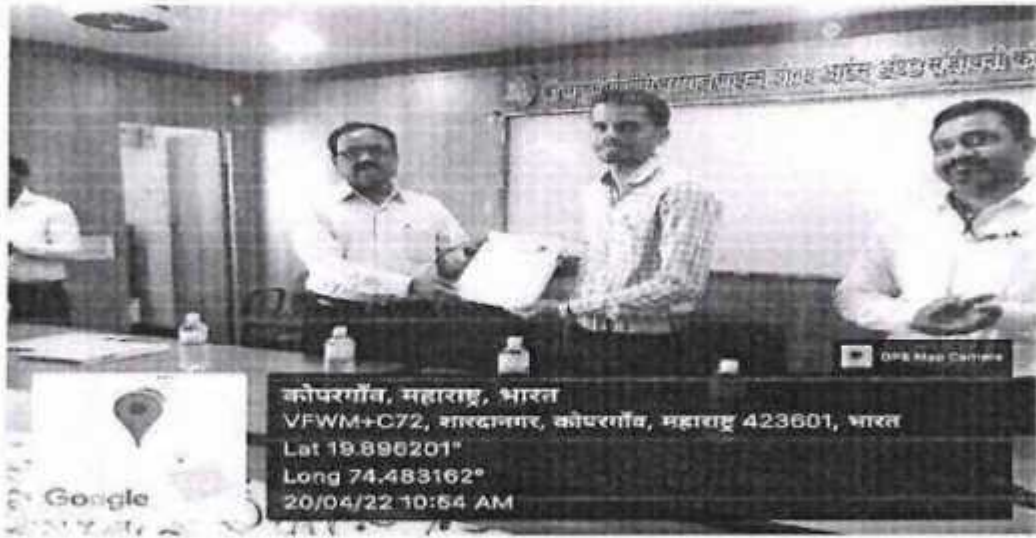 आर्ट्स अँण्ड
GPS Map Camera
कोपरगाँव, महाराष्ट्र, भारत
VFWM+C72, शारदानगर, कोपरगाँव, महाराष्ट्र 423601, भारत
Lat 19.896201°
Long 74.483162°
20/04/22 10:54 AM
Google